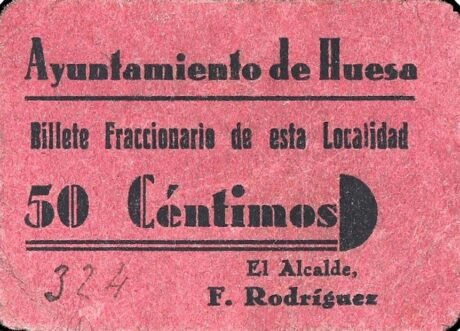 Ayuntamiento de Huesa
Billete Fraccionario de esta Localidad
50 Céntimos
El Alcalde,
324
F. Rodríguez